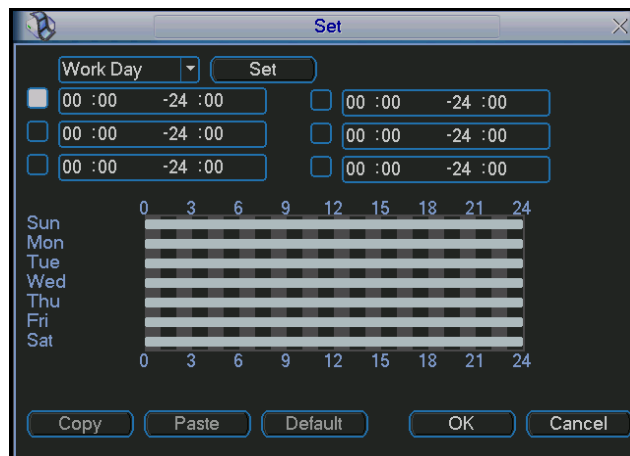 Set
Work Day Set
00 :00 -24 :00 00 :00 -24 :00
00 :00 -24 :00 00 :00 -24 :00
00 :00 -24 :00 00 :00 -24 :00
0 3 6 9 12 15 18 21 24
Sun
Mon
Tue
Wed
Thu
Fri
Sat
0 3 6 9 12 15 18 21 24
Copy Paste Default OK Cancel